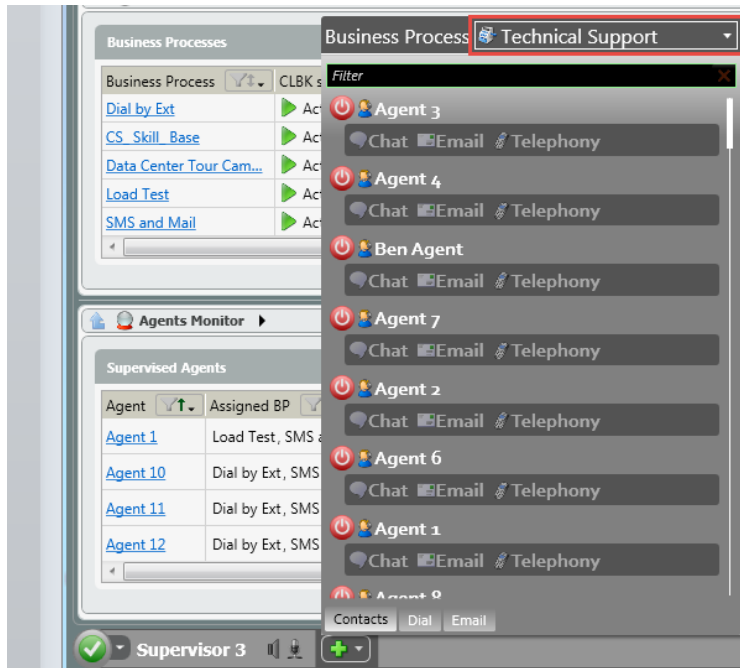 Business Processes
Business Process CLBK s
Dial by Ext Act
CS_Skill_Base Act
Data Center Tour Cam... Act
Load Test Act
SMS and Mail Act
Agents Monitor
Supervised Agents
Agent Assigned BP
Agent 1 Load Test, SMS a
Agent 10 Dial by Ext, SMS
Agent 11 Dial by Ext, SMS
Agent 12 Dial by Ext, SMS
Business Process Technical Support
Filter
Agent 3
Chat Email Telephony
Agent 4
Chat Email Telephony
Ben Agent
Chat Email Telephony
Agent 7
Chat Email Telephony
Agent 2
Chat Email Telephony
Agent 6
Chat Email Telephony
Agent 1
Chat Email Telephony
Agent 8
Contacts Dial Email
Supervisor 3